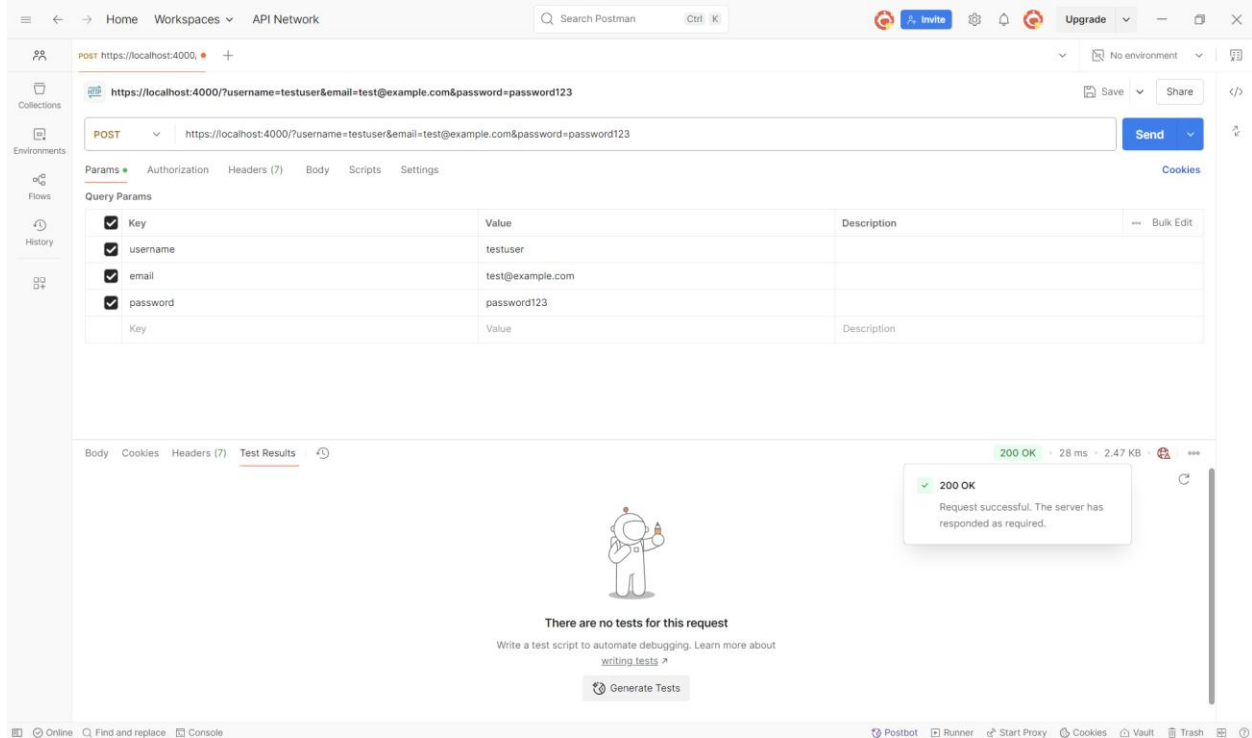 Home Workspaces API Network Search Postman Ctrl K Invite Upgrade
POST https://localhost:4000, No environment
https://localhost:4000/?username=testuser&email=test@example.com&password=password123 Save Share
POST https://localhost:4000/?username=testuser&email=test@example.com&password=password123 Send
Collections
Environments
Flows
History
Params Authorization Headers (7) Body Scripts Settings Cookies
Query Params
Key Value Description Bulk Edit
username testuser
email test@example.com
password password123
Key Value Description
Body Cookies Headers (7) Test Results 200 OK 28 ms 2.47 KB
200 OK
Request successful. The server has
responded as required.
There are no tests for this request
Write a test script to automate debugging. Learn more about
writing tests
Generate Tests
Online Find and replace Console Postbot Runner Start Proxy Cookies Vault Trash